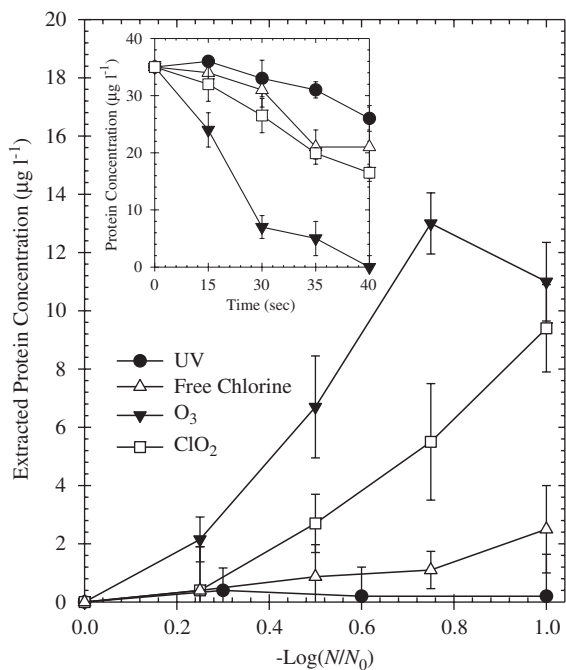 20
18
16
14
12
10
8
6
4
2
0
Extracted Protein Concentration (µg l⁻¹)
40
30
20
10
0
Protein Concentration (µg l⁻¹)
0 15 30 35 40
Time (sec)
UV
Free Chlorine
O₃
ClO₂
0.0 0.2 0.4 0.6 0.8 1.0
-Log(N/N₀)